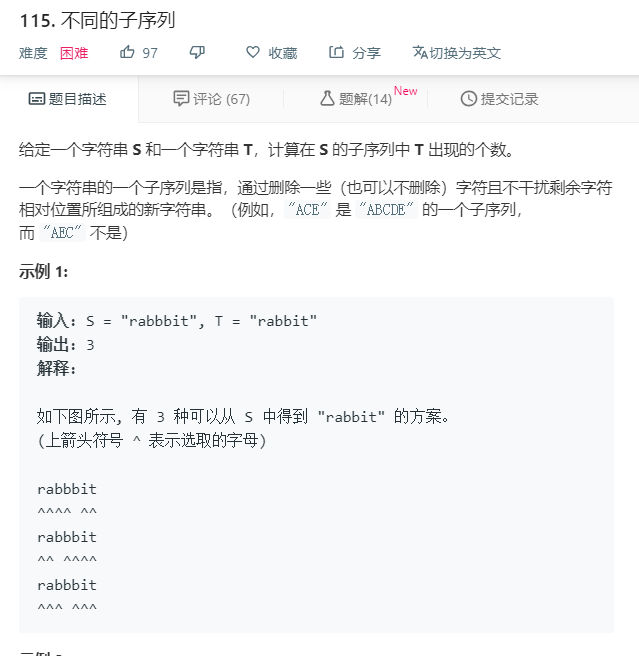 115. 不同的子序列
难度 困难 97 收藏 分享 切换为英文
题目描述 评论 (67) 题解(14) New 提交记录
给定一个字符串 S 和一个字符串 T，计算在 S 的子序列中 T 出现的个数。
一个字符串的一个子序列是指，通过删除一些（也可以不删除）字符且不干扰剩余字符
相对位置所组成的新字符串。（例如，"ACE" 是 "ABCDE" 的一个子序列，
而 "AEC" 不是）
示例 1:
输入: S = "rabbbit", T = "rabbit"
输出: 3
解释:
如下图所示, 有 3 种可以从 S 中得到 "rabbit" 的方案。
(上箭头符号 ^ 表示选取的字母)
rabbbit
^^^^ ^^
rabbbit
^^ ^^^^
rabbbit
^^^ ^^^